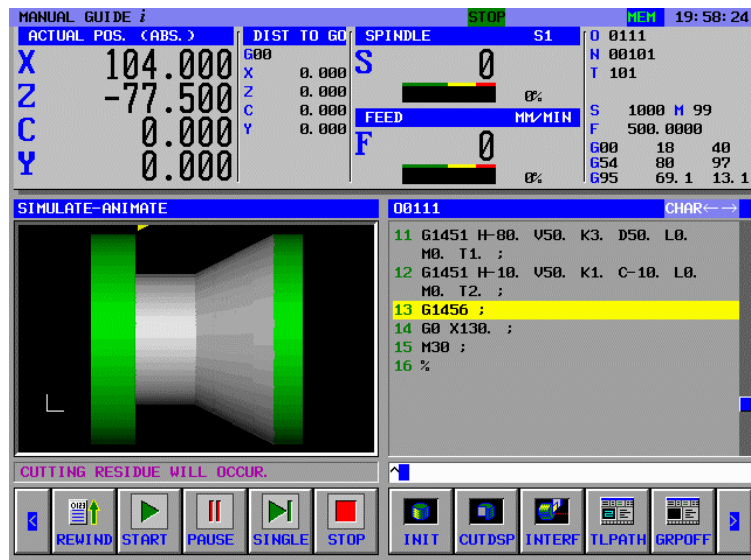 MANUAL GUIDE i STOP MEM 19:58:24
ACTUAL POS. (ABS.) DIST TO GO SPINDLE S1 O 0111
X 104.000 G00 S 0 N 00101
Z -77.500 X 0.000 T 101
C 0.000 Z 0.000 0%
Y 0.000 C 0.000 FEED MM/MIN S 1000 M 99
Y 0.000 F 0 F 500.0000
G00 18 40
G54 80 97
0% G95 69.1 13.1
SIMULATE-ANIMATE
CUTTING RESIDUE WILL OCCUR.
O0111 CHAR←→
11 G1451 H-80. V50. K3. D50. L0.
M0. T1. ;
12 G1451 H-10. V50. K1. C-10. L0.
M0. T2. ;
13 G1456 ;
14 G0 X130. ;
15 M30 ;
16 %
^
< REWIND START PAUSE SINGLE STOP INIT CUTDSP INTERF TLPATH GRPOFF >